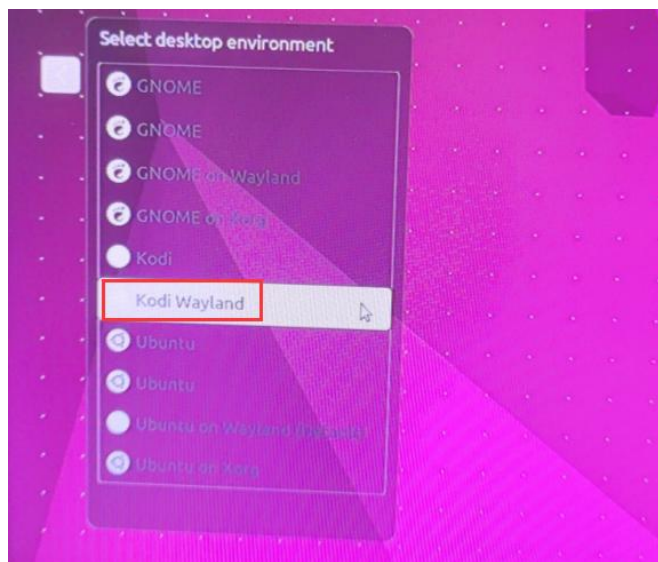 Select desktop environment
GNOME
GNOME
GNOME on Wayland
GNOME on Xorg
Kodi
Kodi Wayland
Ubuntu
Ubuntu
Ubuntu on Wayland (Default)
Ubuntu on Xorg